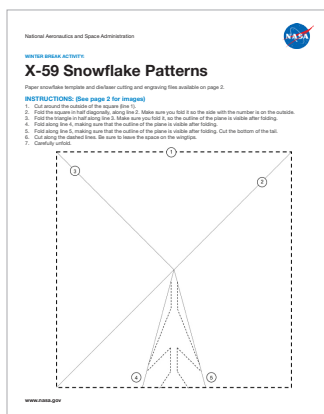 National Aeronautics and Space Administration
NASA
WINTER BREAK ACTIVITY:
X-59 Snowflake Patterns
Paper snowflake template and die/laser cutting and engraving files available on page 2.
INSTRUCTIONS: (See page 2 for images)
1. Cut around the outside of the square (line 1).
2. Fold the square in half diagonally, along line 2. Make sure you fold it so the side with the number is on the outside.
3. Fold the triangle in half along line 3. Make sure you fold it, so the outline of the plane is visible after folding.
4. Fold along line 4, making sure that the outline of the plane is visible after folding.
5. Fold along line 5, making sure that the outline of the plane is visible after folding. Cut the bottom of the tail.
6. Cut along the dashed lines. Be sure to leave the space on the wingtips.
7. Carefully unfold.
1
3
2
4
5
www.nasa.gov